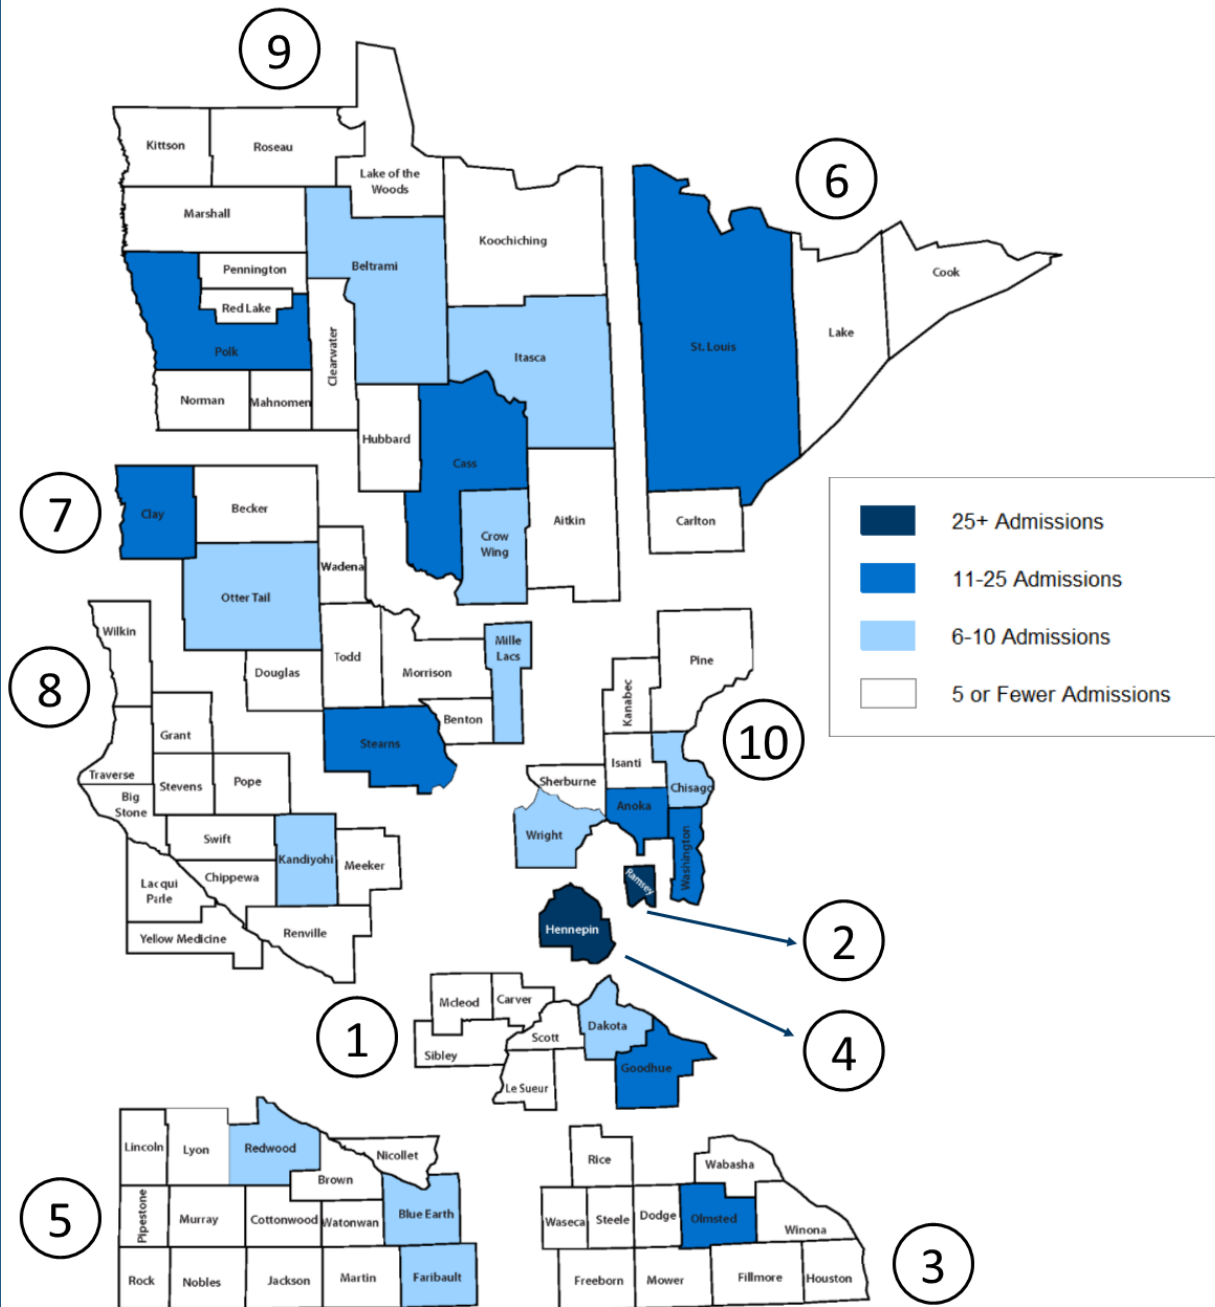 9
Kittson
Roseau
Lake of the
Woods
6
Marshall
Koochiching
Cook
Pennington
Beltrami
Red Lake
Lake
St. Louis
Polk
Clearwater
Itasca
Norman
Mahnomen
Hubbard
Cass
7
Clay
Becker
Aitkin
Carlton
Crow
Wing
Wadena
Otter Tail
25+ Admissions
11-25 Admissions
6-10 Admissions
5 or Fewer Admissions
Wilkin
Mille
Lacs
8
Douglas
Todd
Morrison
Pine
Kanabec
Benton
Grant
Stearns
10
Isanti
Traverse
Stevens
Pope
Sherburne
Chisago
Big
Stone
Anoka
Wright
Swift
Kandiyohi
Meeker
Washington
Chippewa
Lac qui
Parle
Ramsey
Yellow Medicine
Renville
Hennepin
2
Mcleod
Carver
1
Scott
Dakota
4
Sibley
Goodhue
Le Sueur
Lincoln
Lyon
Redwood
Nicollet
Rice
Wabasha
Brown
5
Pipestone
Murray
Cottonwood
Watonwan
Blue Earth
Waseca
Steele
Dodge
Olmsted
Winona
Rock
Nobles
Jackson
Martin
Faribault
Freeborn
Mower
Fillmore
Houston
3